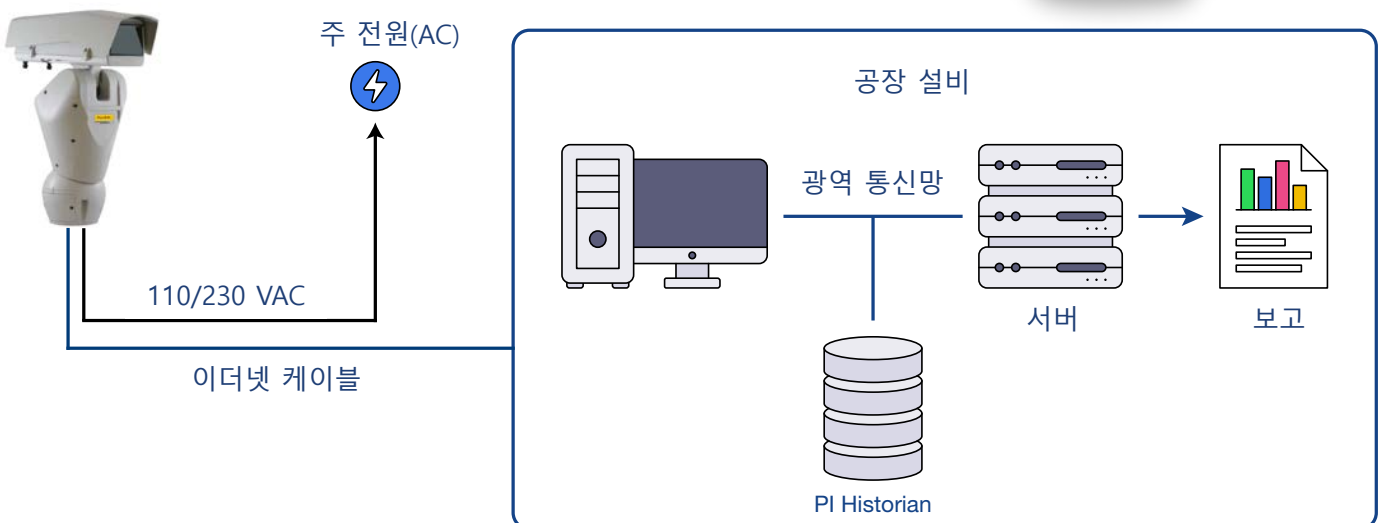 주 전원(AC)
공장 설비
광역 통신망
110/230 VAC
서버
보고
이더넷 케이블
PI Historian